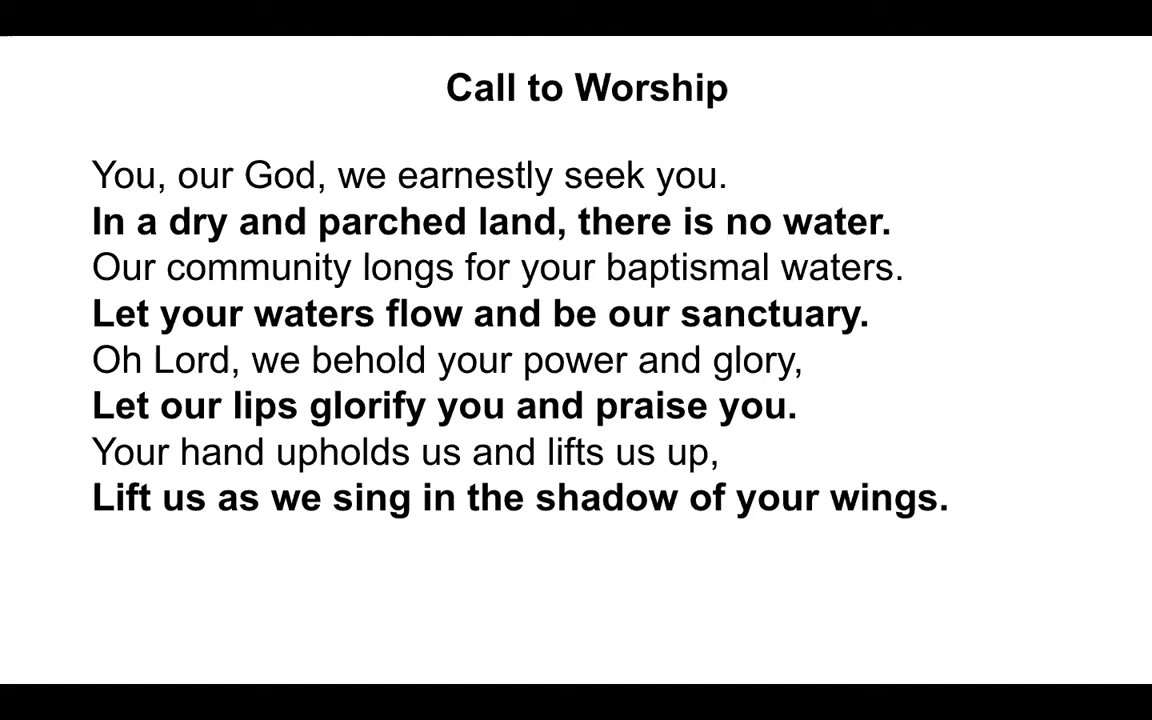 Call to Worship
You, our God, we earnestly seek you.
In a dry and parched land, there is no water.
Our community longs for your baptismal waters.
Let your waters flow and be our sanctuary.
Oh Lord, we behold your power and glory,
Let our lips glorify you and praise you.
Your hand upholds us and lifts us up,
Lift us as we sing in the shadow of your wings.